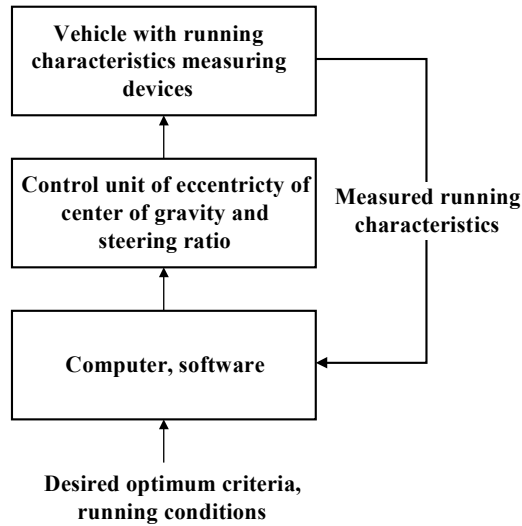 Vehicle with running
characteristics measuring
devices
Control unit of eccentricty of
center of gravity and
steering ratio
Measured running
characteristics
Computer, software
Desired optimum criteria,
running conditions